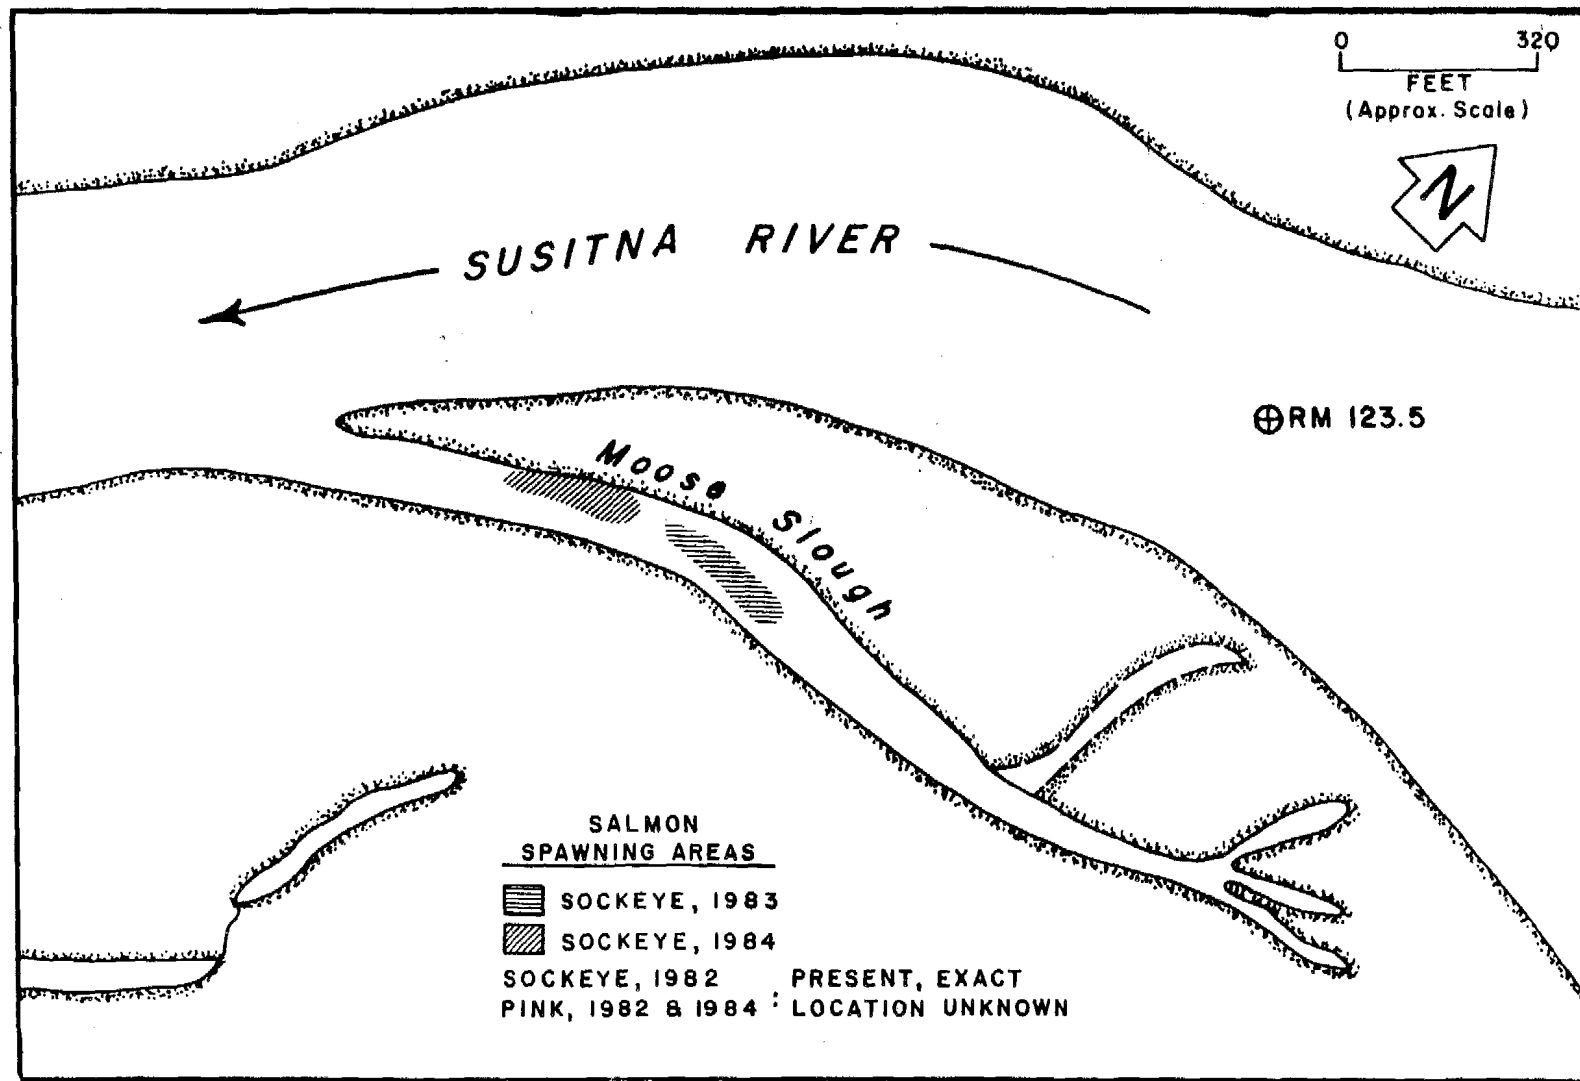 0 320
FEET
(Approx. Scale)
N
SUSITNA RIVER
⊕RM 123.5
Moose Slough
SALMON
SPAWNING AREAS
SOCKEYE, 1983
SOCKEYE, 1984
SOCKEYE, 1982 PRESENT, EXACT
PINK, 1982 & 1984 : LOCATION UNKNOWN